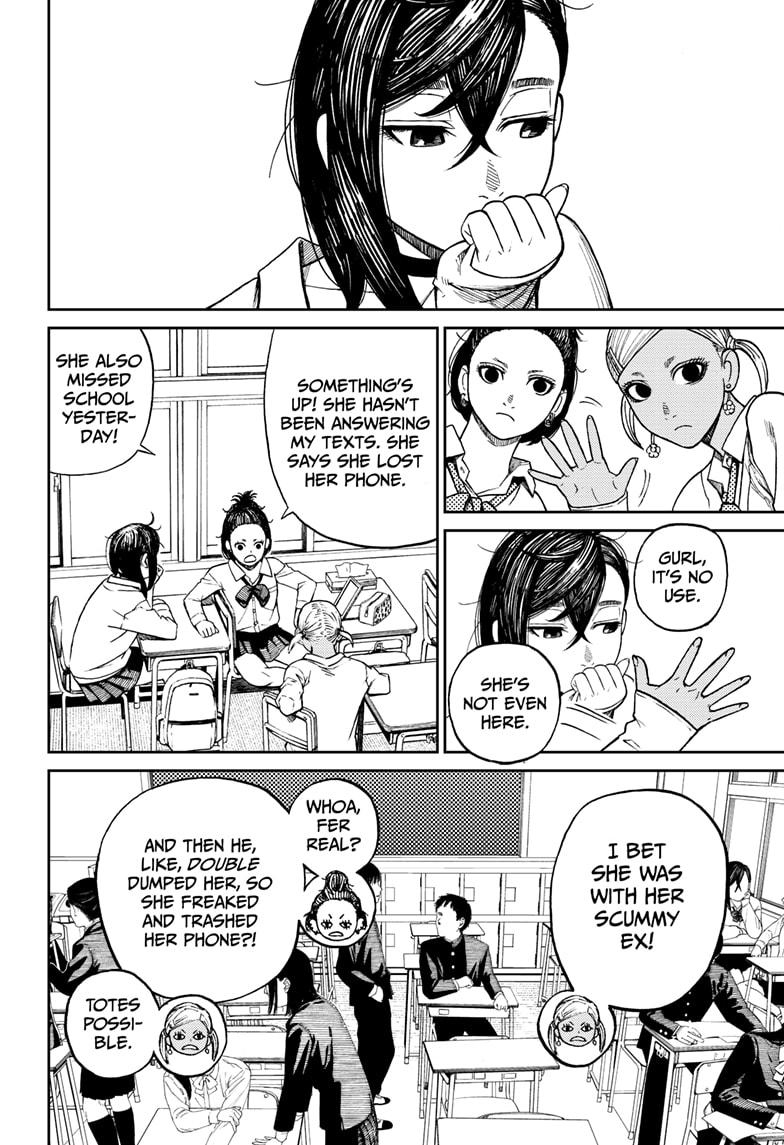 GURL,
IT'S NO
USE.
SHE'S
NOT EVEN
HERE.
SOMETHING'S
UP! SHE HASN'T
BEEN ANSWERING
MY TEXTS. SHE
SAYS SHE LOST
HER PHONE.
SHE ALSO
MISSED
SCHOOL
YESTER-
DAY!
I BET
SHE WAS
WITH HER
SCUMMY
EX!
WHOA,
FER
REAL?
AND THEN HE,
LIKE, DOUBLE
DUMPED HER, SO
SHE FREAKED
AND TRASHED
HER PHONE?!
TOTES
POSSI-
BLE.